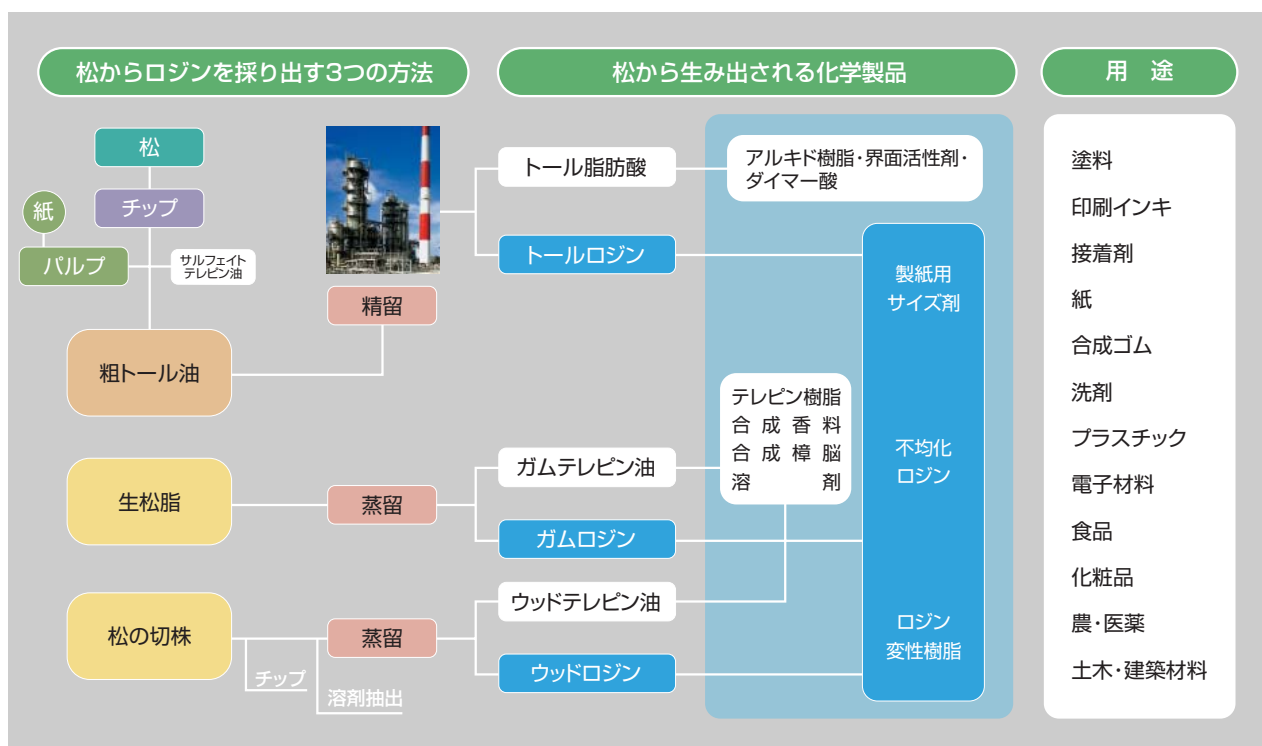 松からロジンを採り出す3つの方法
松から生み出される化学製品
用　途
松
チップ
紙
パルプ
サルフェイト
テレピン油
粗トール油
精留
トール脂肪酸
トールロジン
アルキド樹脂・界面活性剤・
ダイマー酸
生松脂
蒸留
ガムテレピン油
ガムロジン
テレピン樹脂
合成香料
合成樟脳
溶剤
松の切株
チップ
溶剤抽出
蒸留
ウッドテレピン油
ウッドロジン
製紙用
サイズ剤
不均化
ロジン
ロジン
変性樹脂
塗料
印刷インキ
接着剤
紙
合成ゴム
洗剤
プラスチック
電子材料
食品
化粧品
農・医薬
土木・建築材料